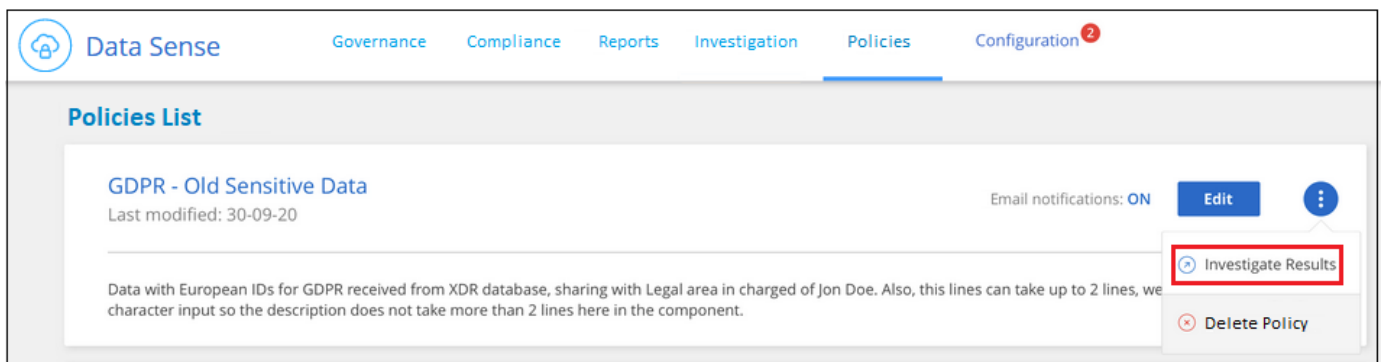 Data Sense
Governance Compliance Reports Investigation Policies Configuration 2
Policies List
GDPR - Old Sensitive Data
Last modified: 30-09-20
Email notifications: ON Edit
Investigate Results
Data with European IDs for GDPR received from XDR database, sharing with Legal area in charged of Jon Doe. Also, this lines can take up to 2 lines, we
character input so the description does not take more than 2 lines here in the component.
Delete Policy